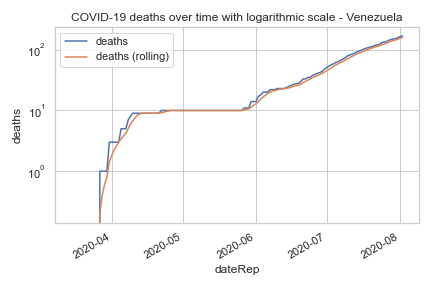 COVID-19 deaths over time with logarithmic scale - Venezuela
deaths
deaths (rolling)
10²
10¹
10⁰
deaths
2020-04
2020-05
2020-06
2020-07
2020-08
dateRep